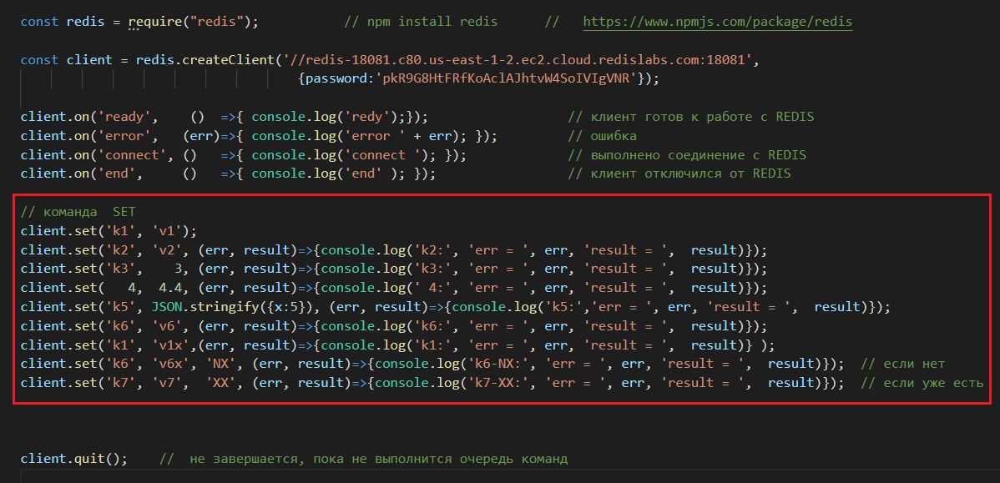 const redis = require("redis");           // npm install redis      //   https://www.npmjs.com/package/redis
const client = redis.createClient('//redis-18081.c80.us-east-1-2.ec2.cloud.redislabs.com:18081',
                                    {password:'pkR9G8HtFRfKoAclAJhtvW4SoIVIgVNR'});
client.on('ready',    ()  =>{ console.log('redy');});                  // клиент готов к работе с REDIS
client.on('error',   (err)=>{ console.log('error ' + err); });         // ошибка
client.on('connect', ()   =>{ console.log('connect '); });             // выполнено соединение с REDIS
client.on('end',     ()   =>{ console.log('end' ); });                 // клиент отключился от REDIS
// команда  SET
client.set('k1', 'v1');
client.set('k2', 'v2', (err, result)=>{console.log('k2:', 'err = ', err, 'result = ',  result)});
client.set('k3',    3, (err, result)=>{console.log('k3:', 'err = ', err, 'result = ',  result)});
client.set(   4,  4.4, (err, result)=>{console.log(' 4:', 'err = ', err, 'result = ',  result)});
client.set('k5', JSON.stringify({x:5}), (err, result)=>{console.log('k5:','err = ', err, 'result = ',  result)});
client.set('k6', 'v6', (err, result)=>{console.log('k6:', 'err = ', err, 'result = ',  result)});
client.set('k1', 'v1x',(err, result)=>{console.log('k1:', 'err = ', err, 'result = ',  result)} );
client.set('k6', 'v6x', 'NX', (err, result)=>{console.log('k6-NX:', 'err = ', err, 'result = ',  result)});  // если нет
client.set('k7', 'v7',  'XX', (err, result)=>{console.log('k7-XX:', 'err = ', err, 'result = ',  result)});  // если уже есть
client.quit();    //  не завершается, пока не выполнится очередь команд